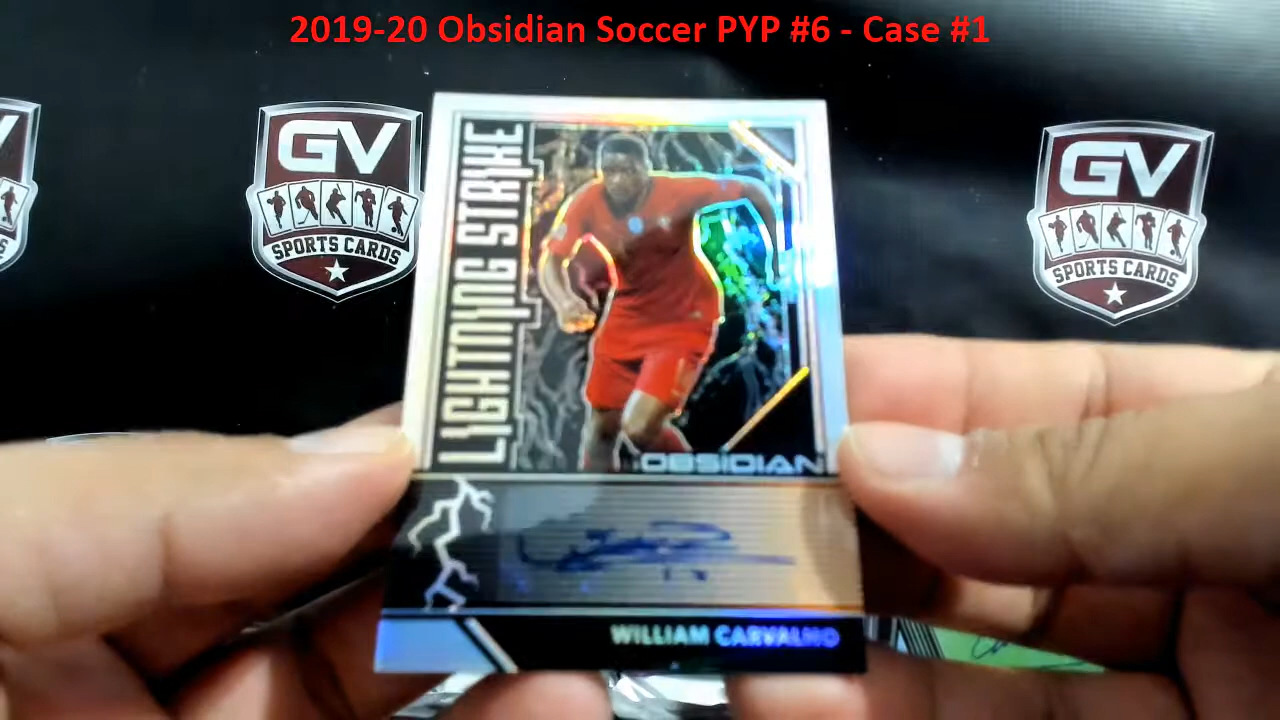 2019-20 Obsidian Soccer PYP #6 - Case #1
GV
SPORTS CARDS
GV
SPORTS CARDS
LIGHTNING STRIKE
OBSIDIAN
WILLIAM CARVALHO